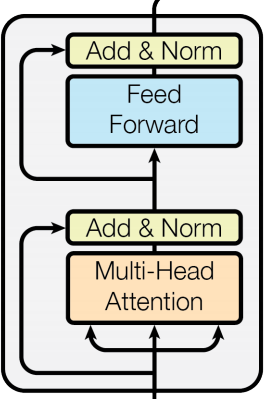 Add & Norm
Feed
Forward
Add & Norm
Multi-Head
Attention